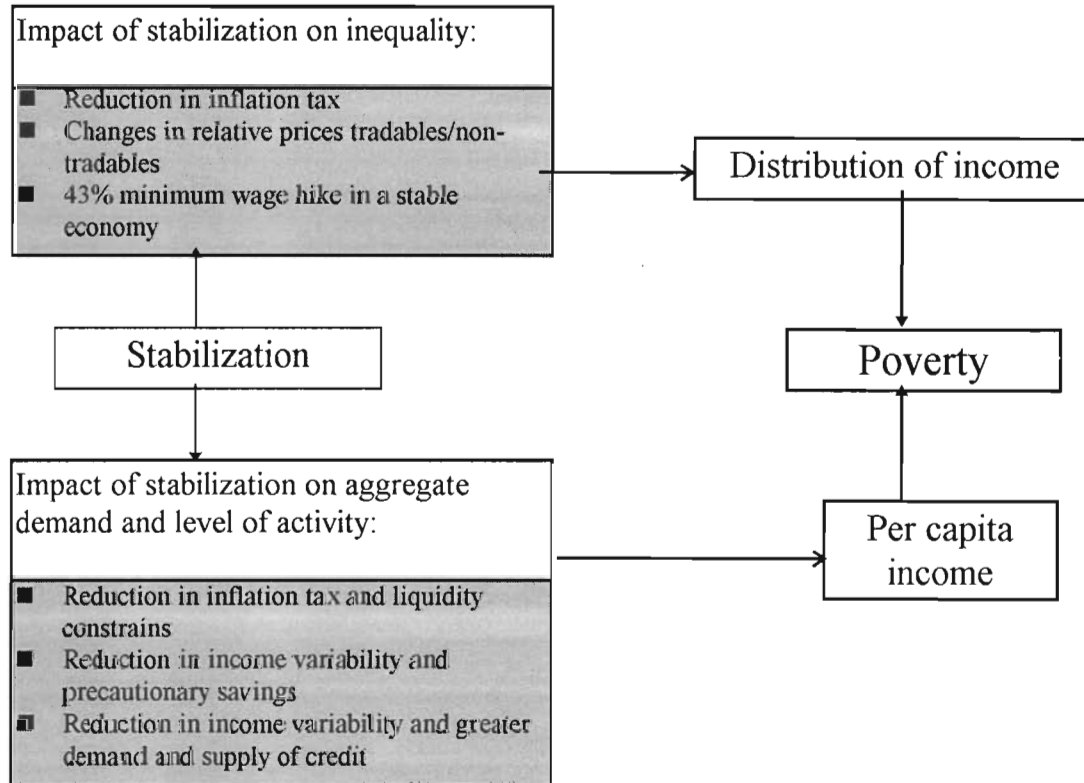 Impact of stabilization on inequality:
■ Reduction in inflation tax
■ Changes in relative prices tradables/non-
tradables
■ 43% minimum wage hike in a stable
economy
Distribution of income
Stabilization
Poverty
Impact of stabilization on aggregate
demand and level of activity:
■ Reduction in inflation tax and liquidity
constrains
■ Reduction in income variability and
precautionary savings
■ Reduction in income variability and greater
demand and supply of credit
Per capita
income